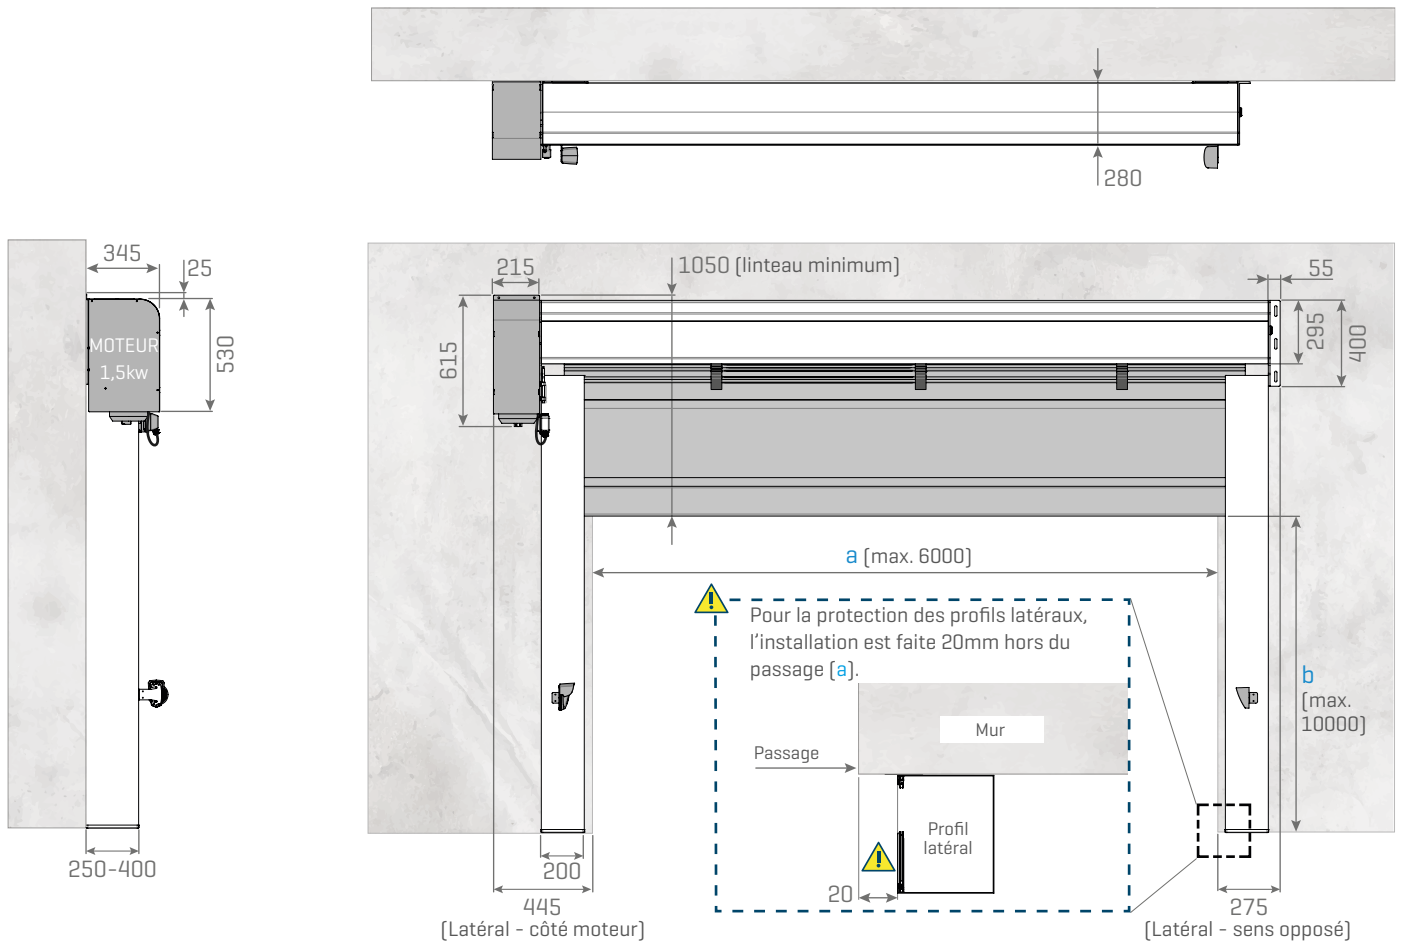 280
345
25
MOTEUR
1,5kw
530
250-400
215
1050 (linteau minimum)
55
615
295
400
a (max. 6000)
Pour la protection des profils latéraux,
l'installation est faite 20mm hors du
passage (a).
b
(max.
10000)
Mur
Passage
Profil
latéral
20
200
445
(Latéral - côté moteur)
275
(Latéral - sens opposé)